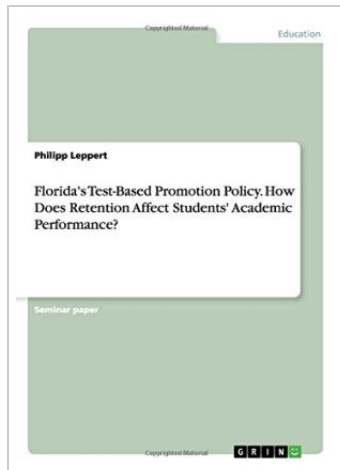 Copyrighted Material
Education
Philipp Leppert
Florida's Test-Based Promotion Policy. How
Does Retention Affect Students' Academic
Performance?
Seminar paper
Copyrighted Material
GRIN